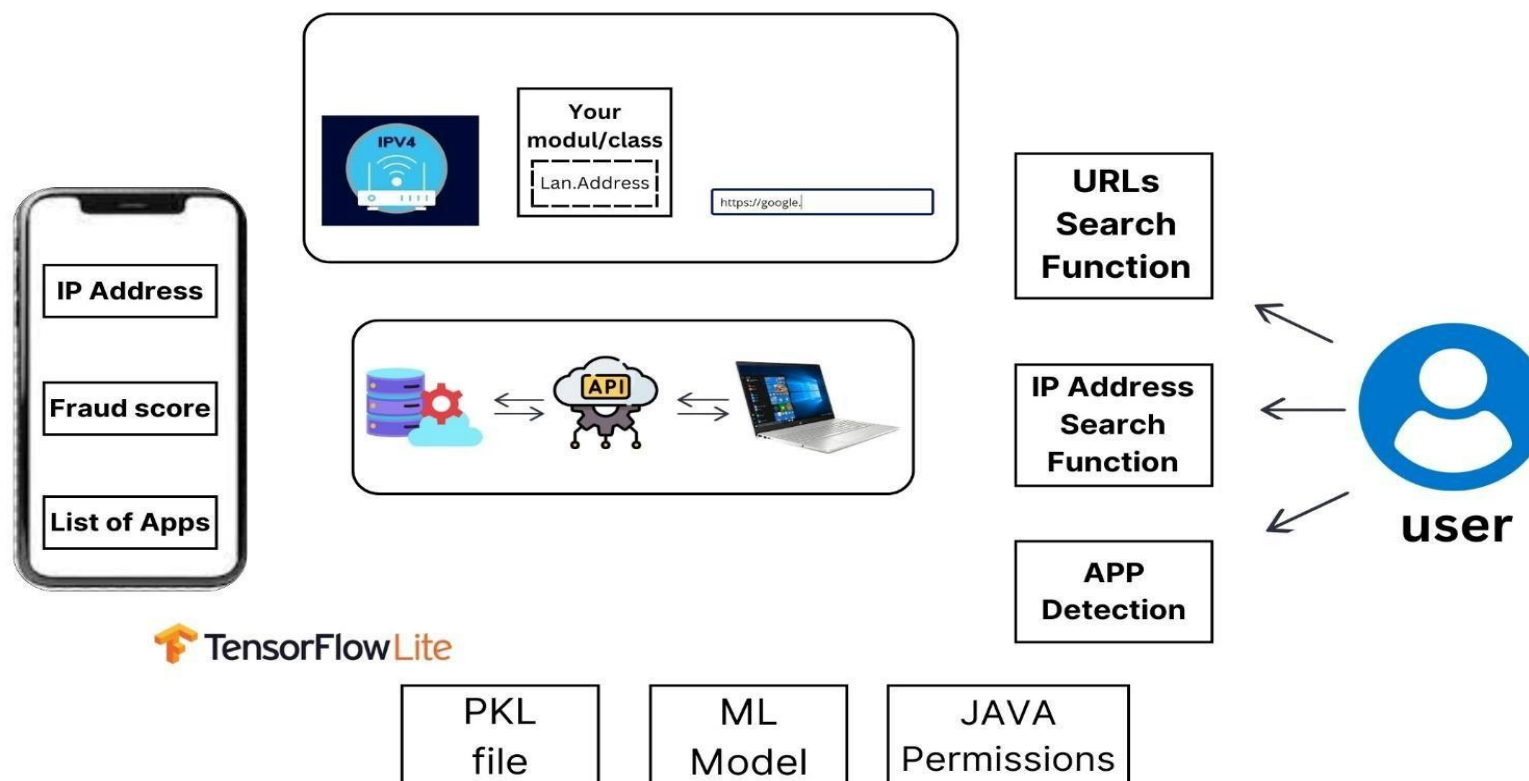 IPV4
Your
modul/class
Lan.Address
https://google.
IP Address
Fraud score
List of Apps
API
URLs
Search
Function
IP Address
Search
Function
APP
Detection
user
TensorFlow Lite
PKL
file
ML
Model
JAVA
Permissions